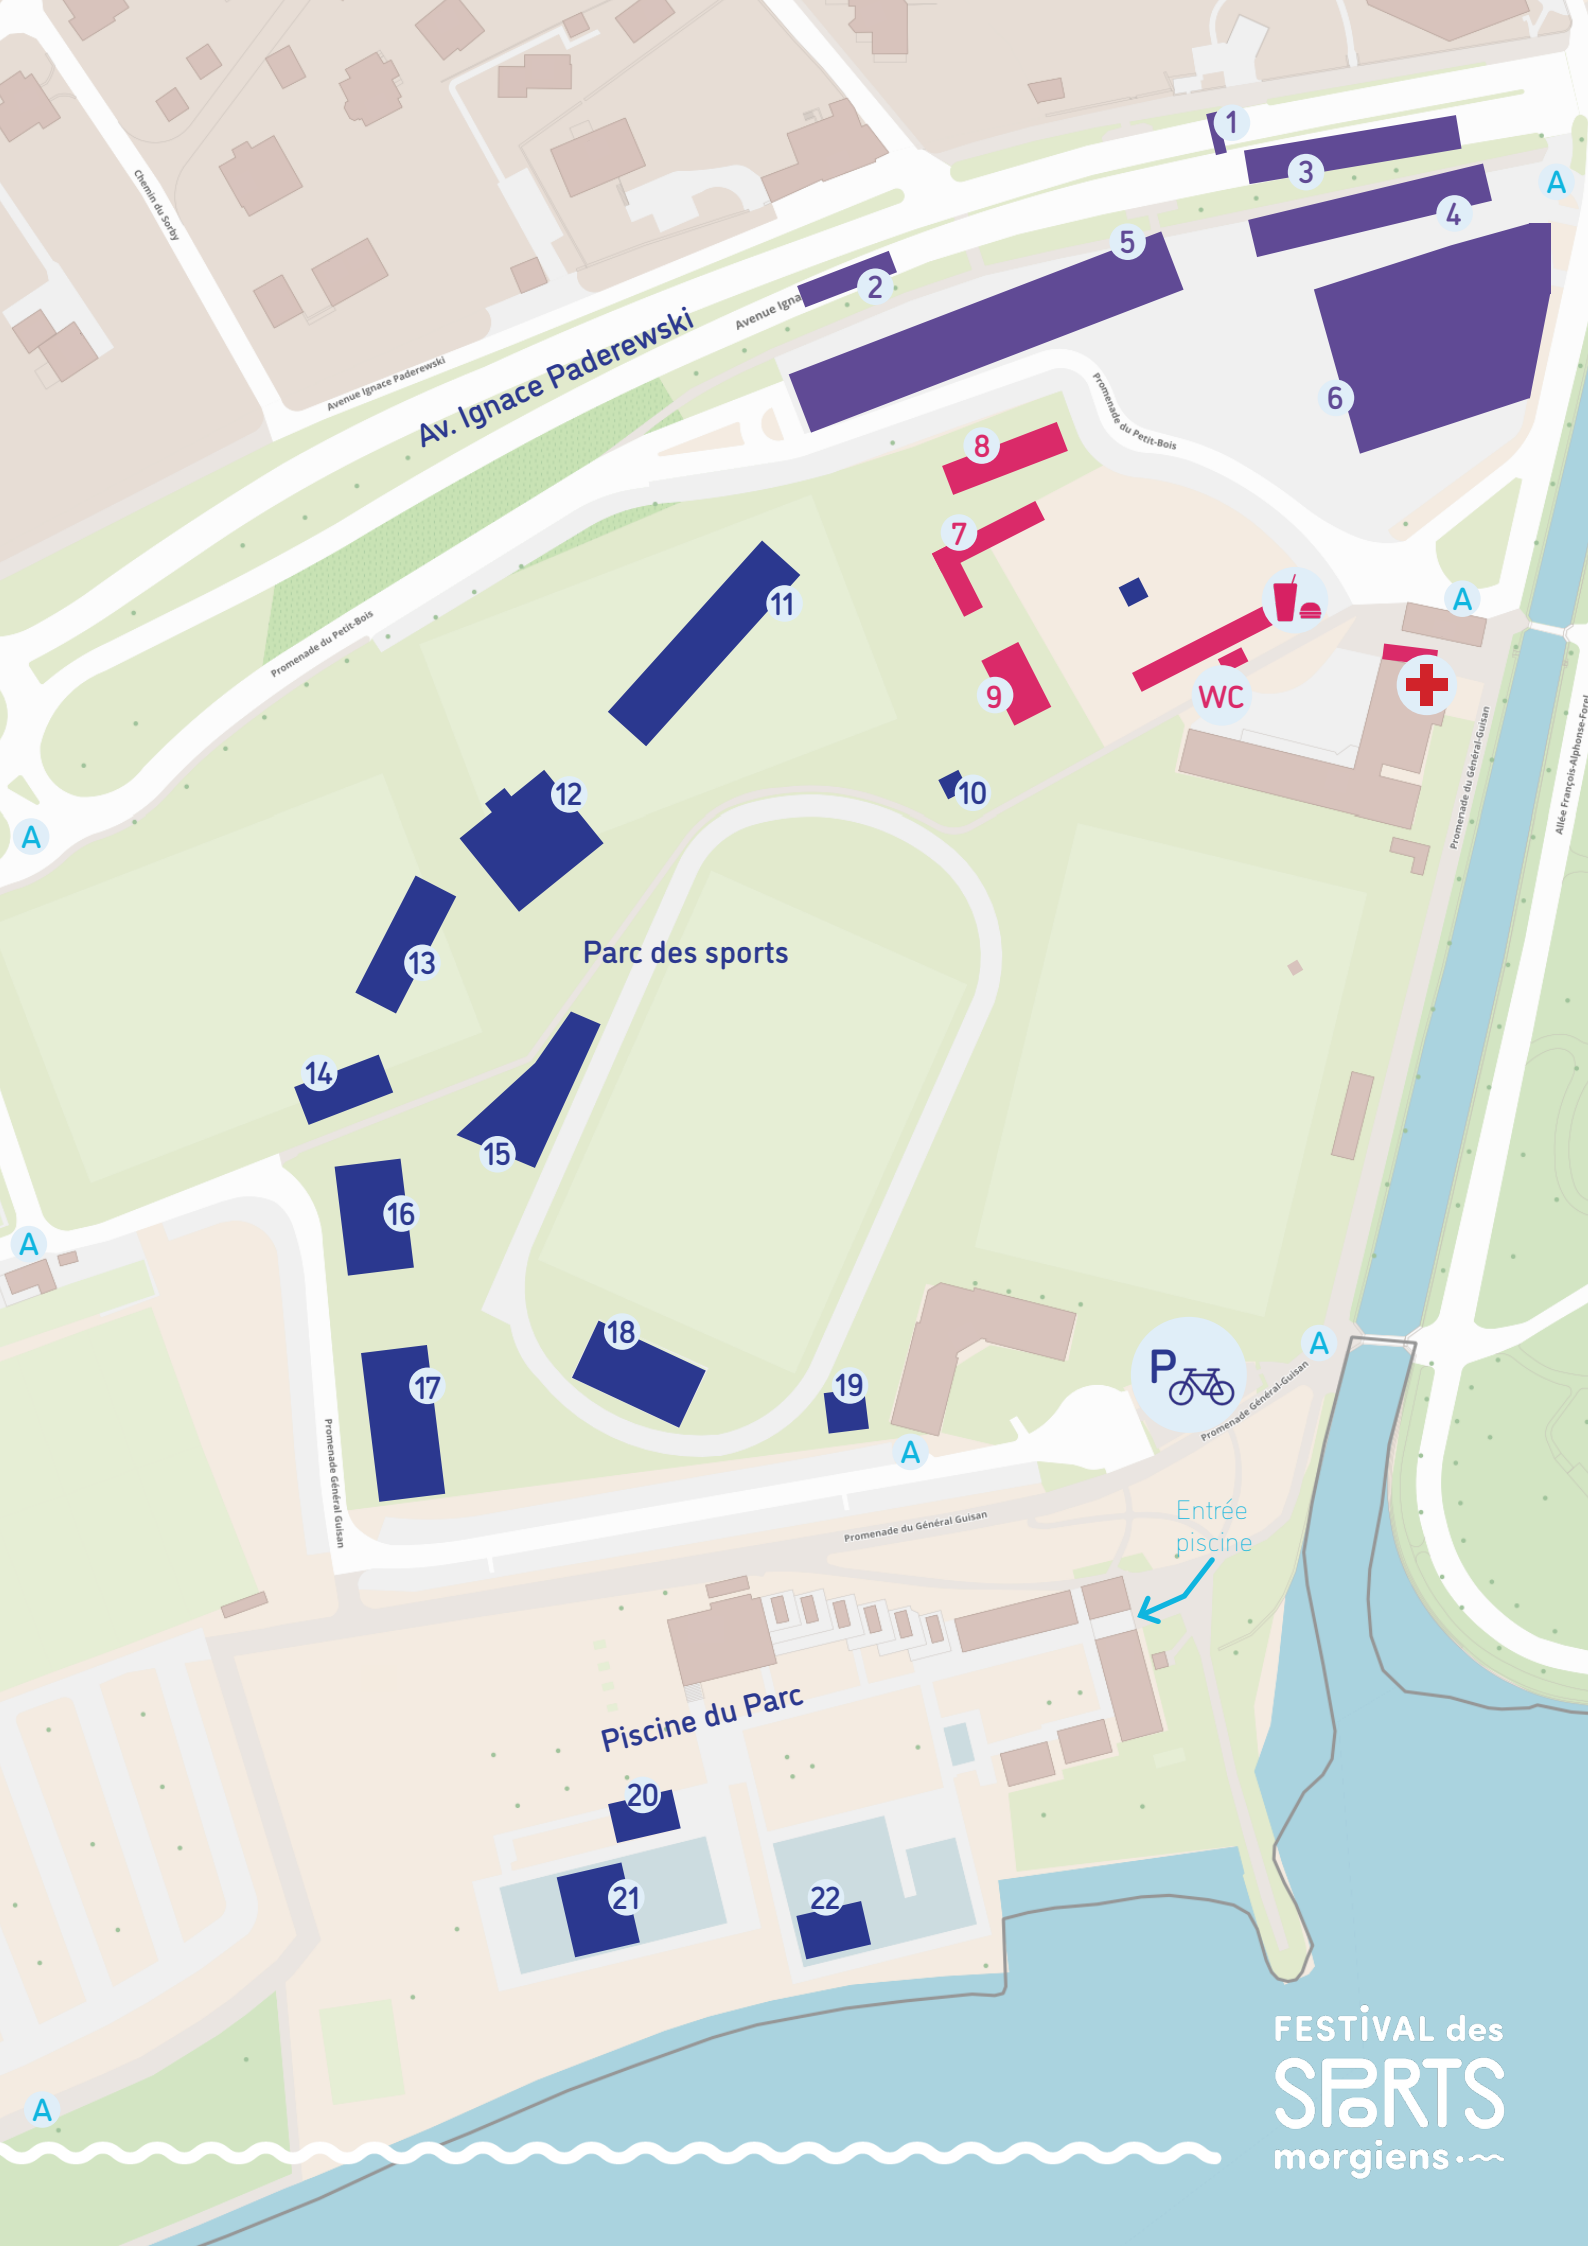 1
3
A
4
Chemin du Sorby
5
2
Avenue Igna
Av. Ignace Paderewski
Avenue Ignace Paderewski
6
Promenade du Petit-Bois
8
7
11
A
Promenade du Petit-Bois
9
WC
10
12
A
Promenade du Général-Guisan
Allée François-Alphonse-Forel
13
Parc des sports
14
15
16
A
18
A
17
19
P
Promenade Général-Guisan
A
Promenade Général Guisan
Entrée
piscine
Promenade du Général Guisan
Piscine du Parc
20
21
22
A
FESTIVAL des
SPORTS
morgiens